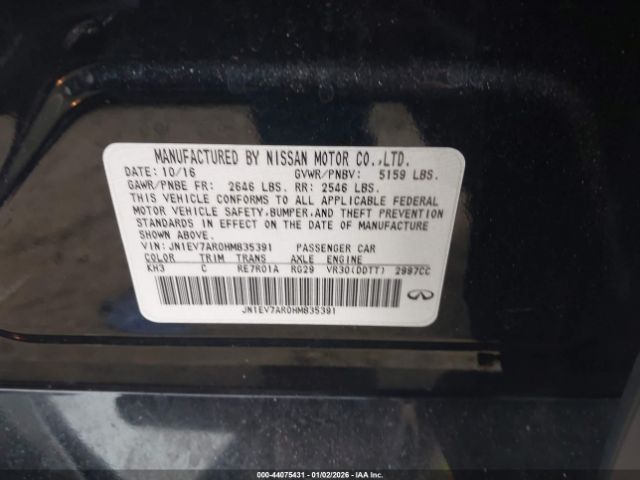 MANUFACTURED BY NISSAN MOTOR CO.,LTD.
DATE: 10/16 GVWR/PNBV: 5159 LBS.
GAWR/PNBE FR: 2646 LBS. RR: 2546 LBS.
THIS VEHICLE CONFORMS TO ALL APPLICABLE FEDERAL
MOTOR VEHICLE SAFETY,BUMPER,AND THEFT PREVENTION
STANDARDS IN EFFECT ON THE DATE OF MANUFACTURE
SHOWN ABOVE.
VIN: JN1EV7AR0HM835391 PASSENGER CAR
COLOR TRIM TRANS AXLE ENGINE
KH3 C RE7R01A RG29 VR30(DDTT) 2997CC
JN1EV7AR0HM835391
000-44075431 - 01/02/2026 - IAAI.com